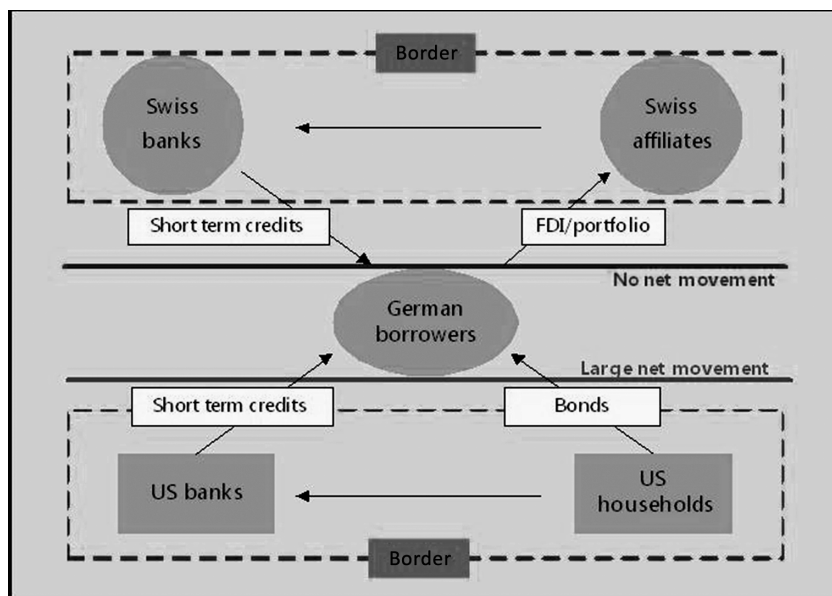 Border
Swiss
banks
Swiss
affiliates
Short term credits
FDI/portfolio
No net movement
German
borrowers
Large net movement
Short term credits
Bonds
US banks
US
households
Border